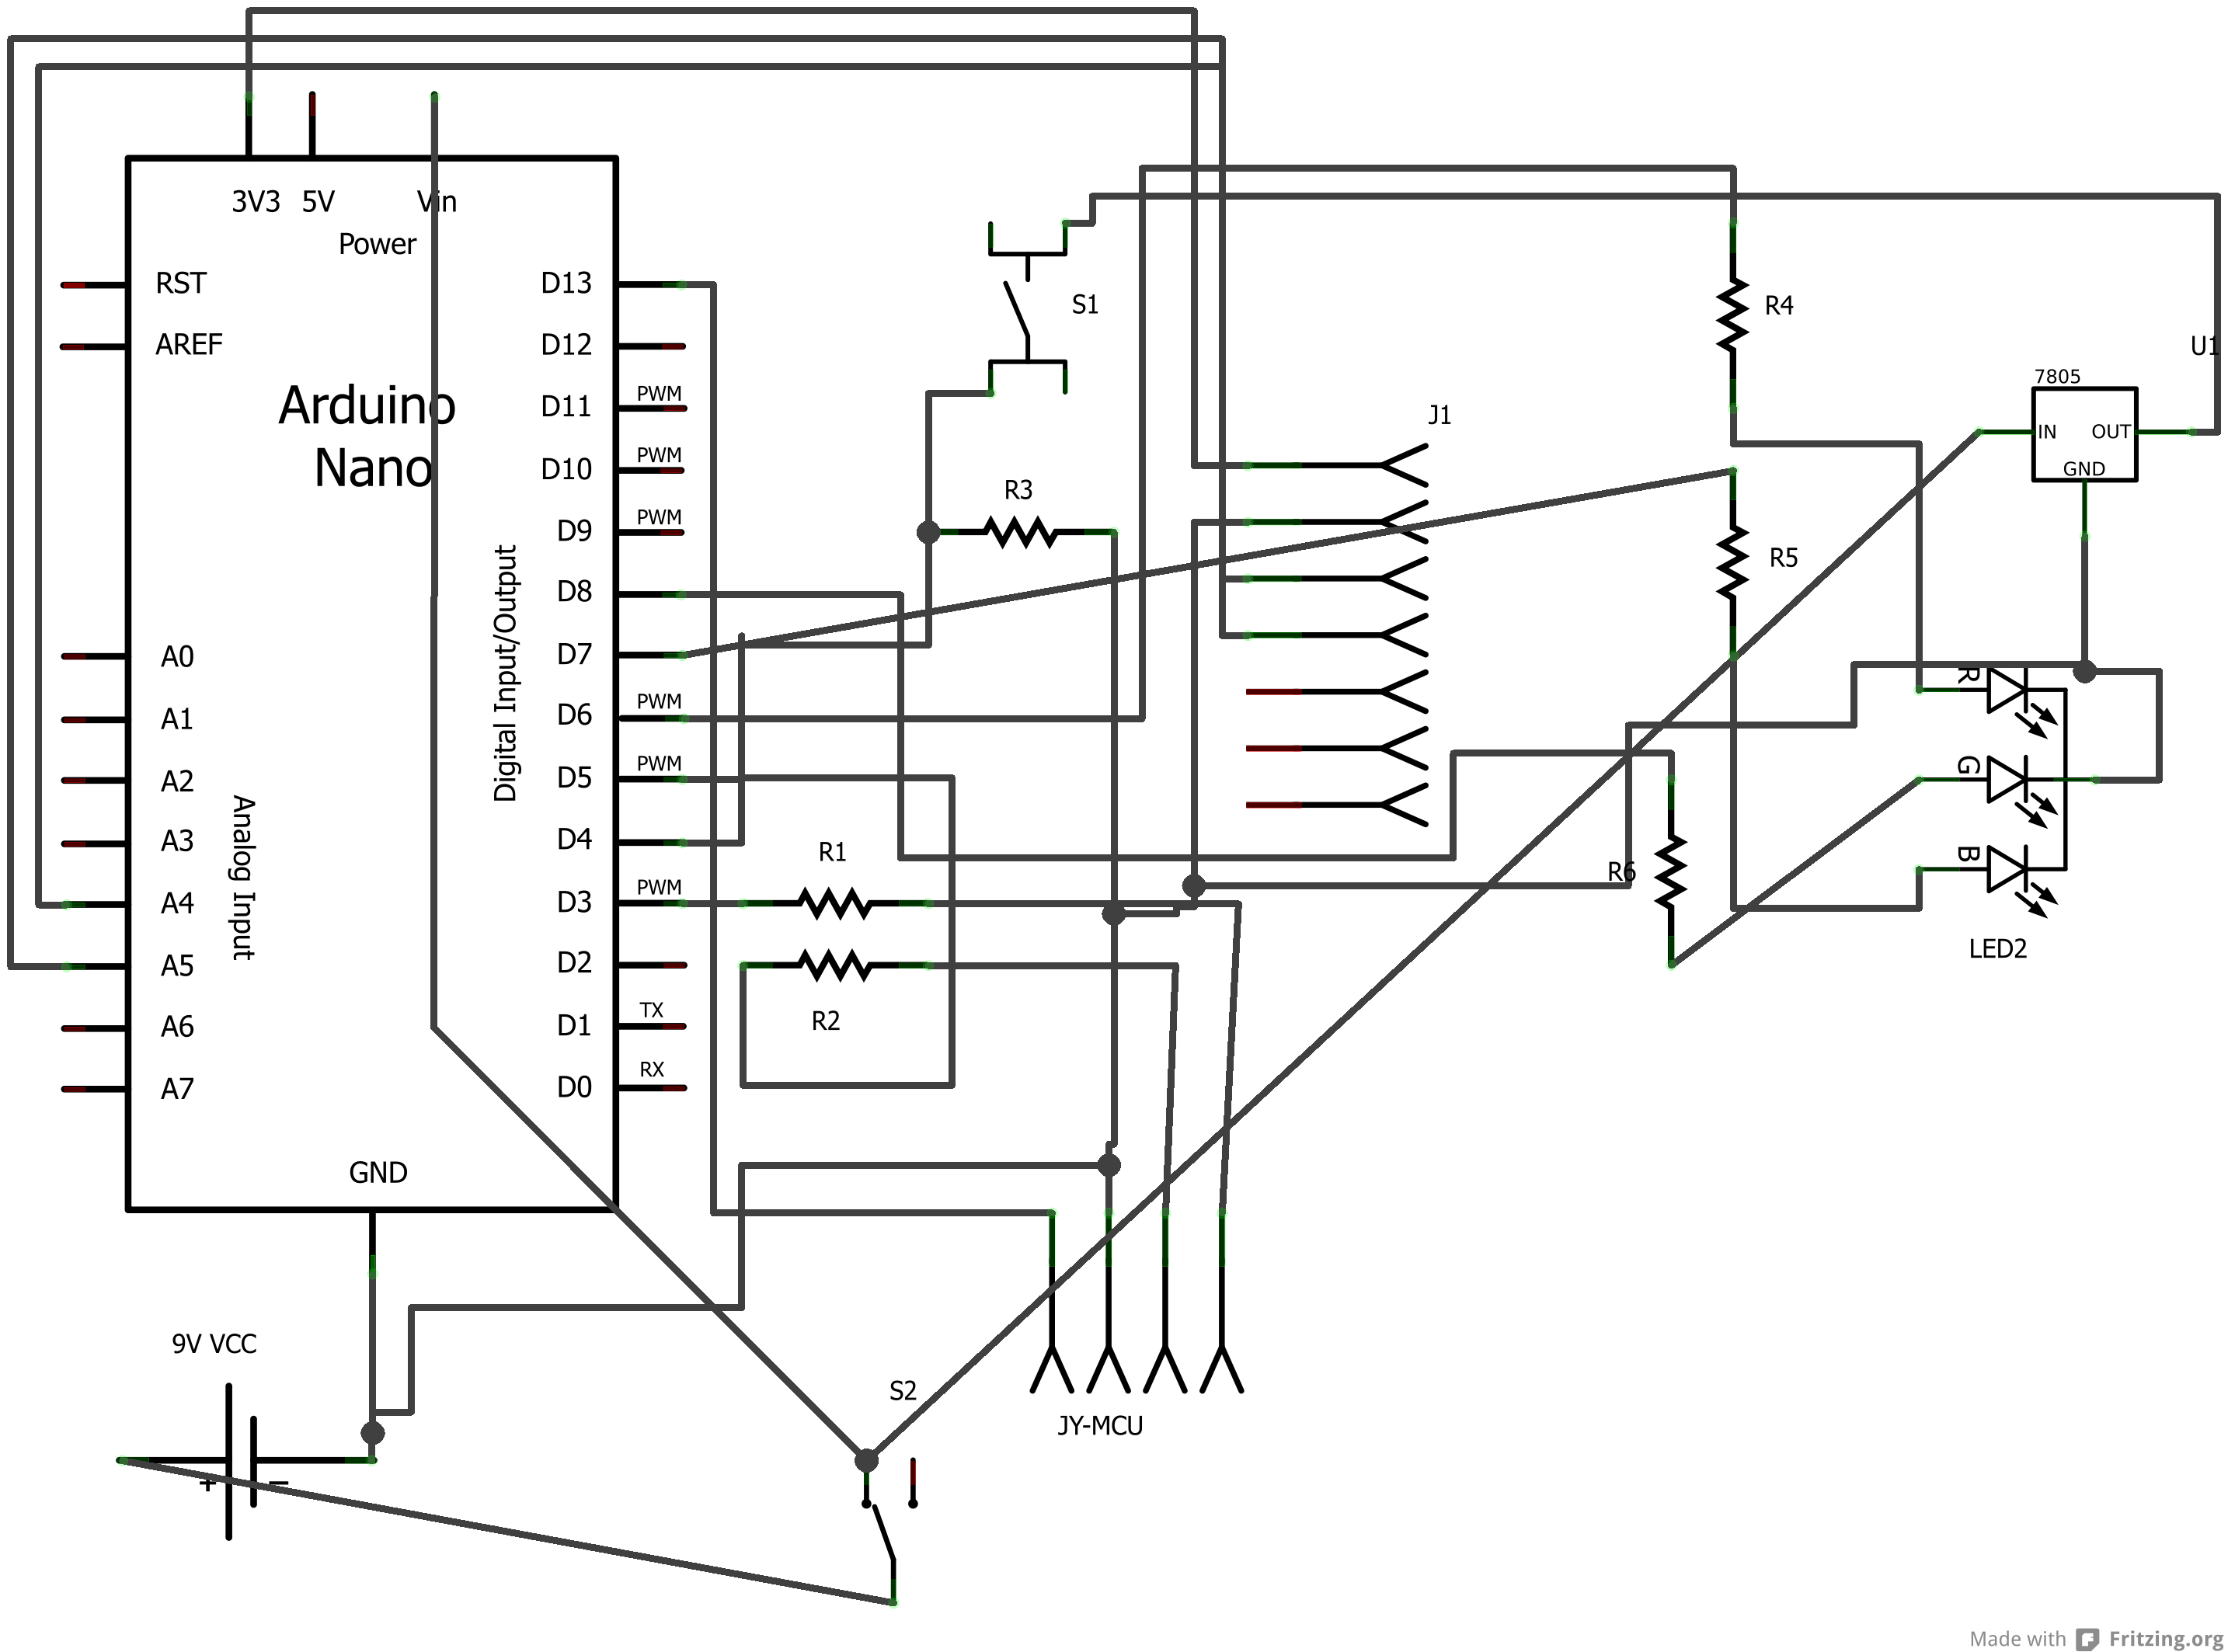 3V3 5V Vin
Power
RST
AREF
Arduino
Nano
A0
A1
A2
A3
A4
A5
A6
A7
Analog Input
Digital Input/Output
D13
D12
D11 PWM
D10 PWM
D9 PWM
D8
D7
D6 PWM
D5 PWM
D4
D3 PWM
D2
D1 TX
D0 RX
GND
S1
R3
R1
R2
J1
R4
R5
R6
U1
7805
IN OUT
GND
R
G
B
LED2
9V VCC
+ −
S2
JY-MCU
Made with Fritzing.org